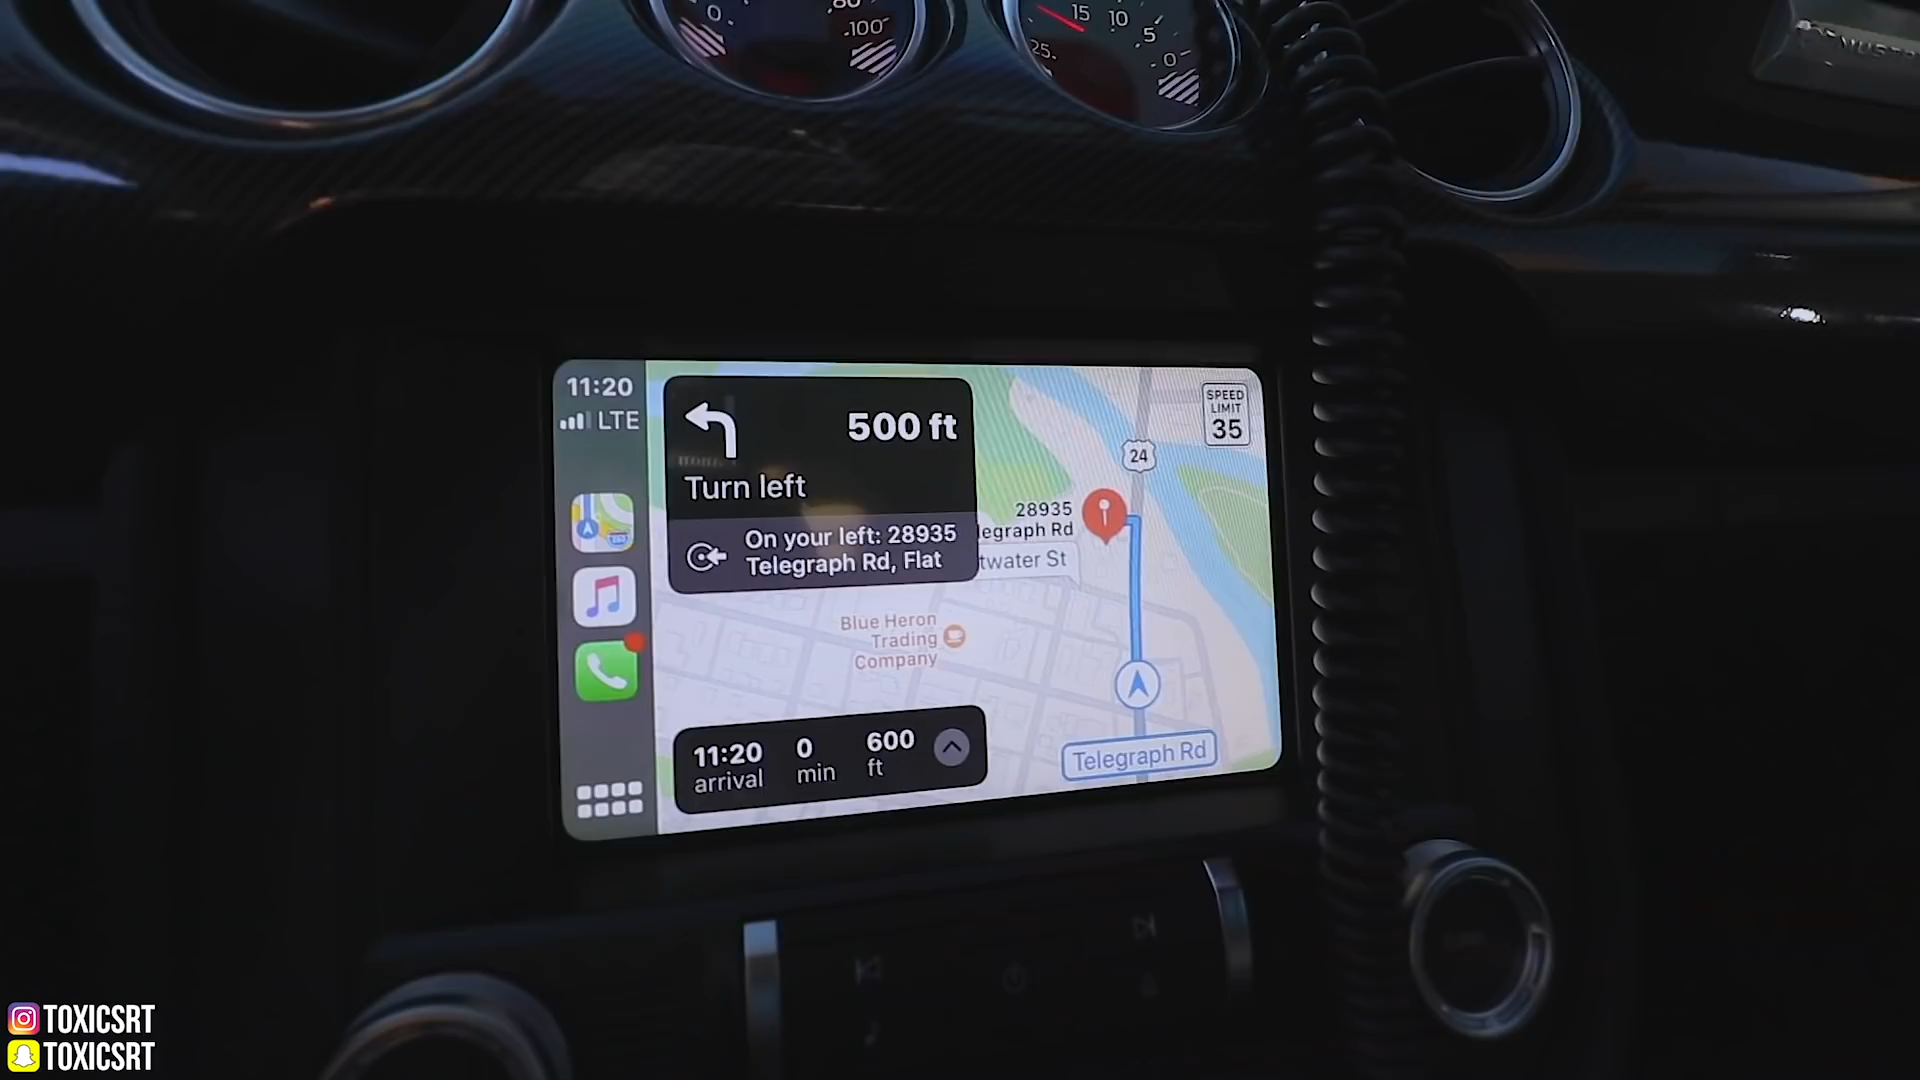 0
80
100
15
10
5
0
25
11:20
LTE
500 ft
Turn left
On your left: 28935
Telegraph Rd, Flat
SPEED
LIMIT
35
24
28935
legraph Rd
twater St
Blue Heron
Trading
Company
11:20
arrival
0
min
600
ft
Telegraph Rd
TOXICSRT
TOXICSRT